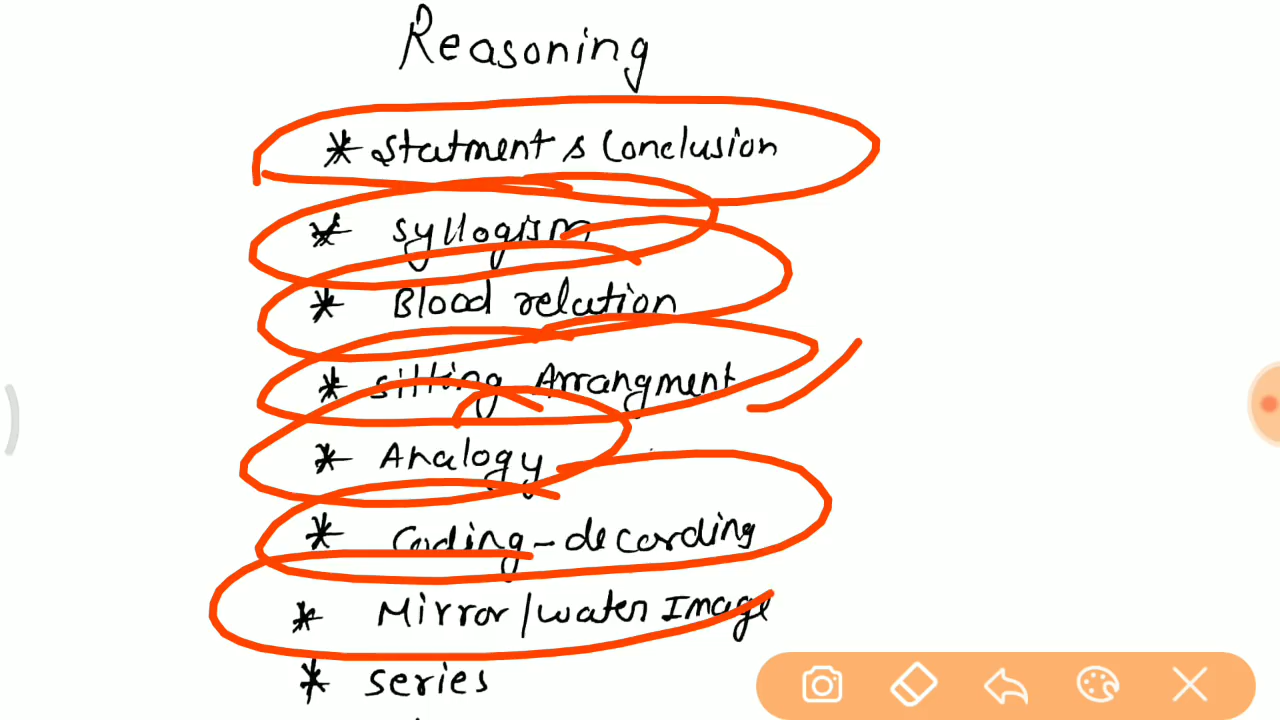 Reasoning
* Statment & Conclusion
* Syllogism
* Blood relation
* Sitting Arrangment
* Analogy
* Coding-decording
* Mirror/water Image
* Series